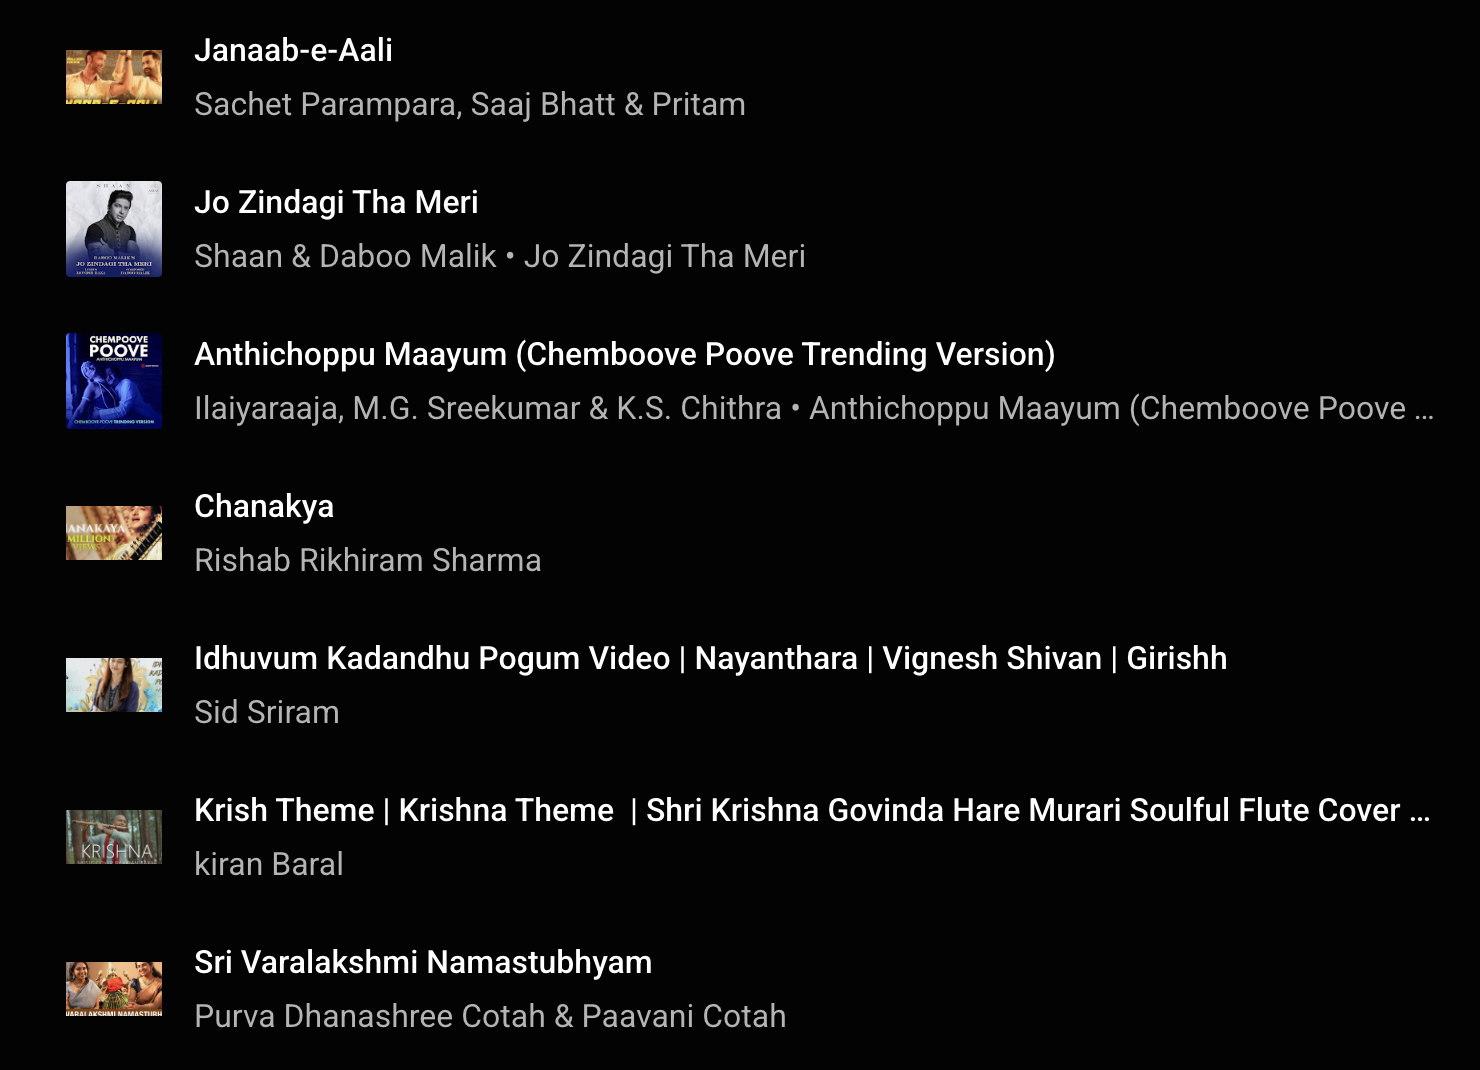 Janaab-e-Aali
Sachet Parampara, Saaj Bhatt & Pritam
SHAAN
DABOO MALIK'S
JO ZINDAGI THA MERI
Jo Zindagi Tha Meri
Shaan & Daboo Malik • Jo Zindagi Tha Meri
CHEMPOOVE
POOVE
ANTHICHOPPU MAAYUM
CHEMBOOVE POOVE TRENDING VERSION
Anthichoppu Maayum (Chemboove Poove Trending Version)
Ilaiyaraaja, M.G. Sreekumar & K.S. Chithra • Anthichoppu Maayum (Chemboove Poove ...
ANAKAYA
MILLION
VIEWS
Chanakya
Rishab Rikhiram Sharma
Idhuvum Kadandhu Pogum Video | Nayanthara | Vignesh Shivan | Girishh
Sid Sriram
KRISHNA
Krish Theme | Krishna Theme  | Shri Krishna Govinda Hare Murari Soulful Flute Cover ...
kiran Baral
VARALAKSHMI NAMASTUBH
Sri Varalakshmi Namastubhyam
Purva Dhanashree Cotah & Paavani Cotah